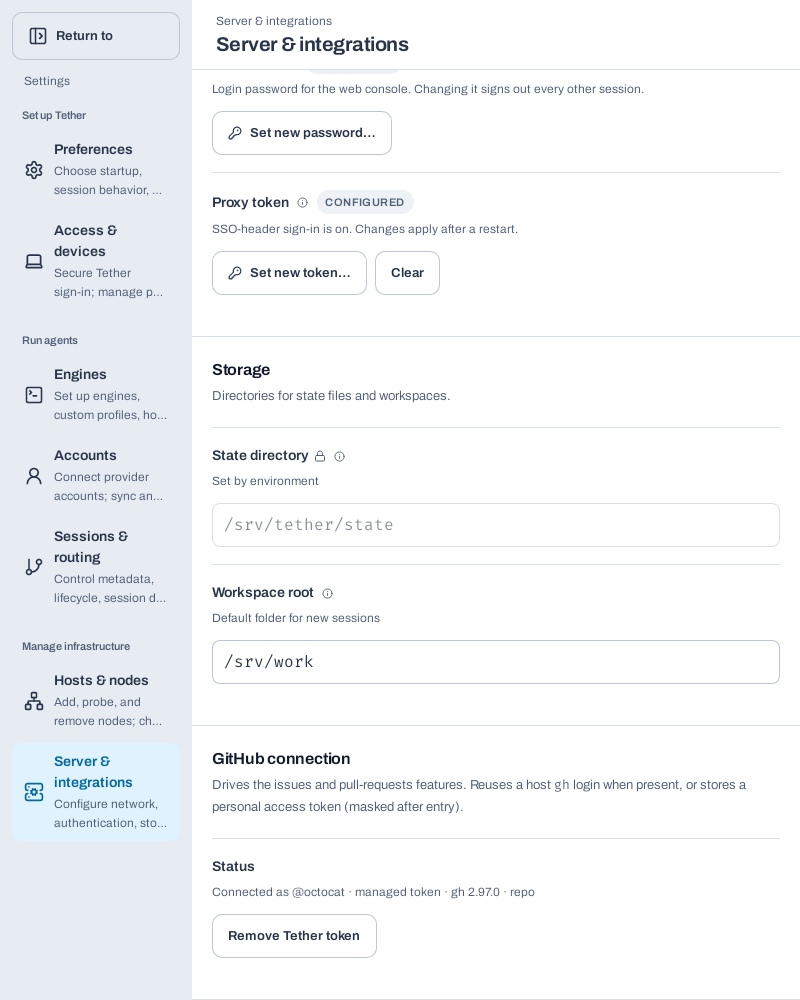 Return to
Settings
Set up Tether
Preferences
Choose startup,
session behavior, ...
Access &
devices
Secure Tether
sign-in; manage p...
Run agents
Engines
Set up engines,
custom profiles, ho...
Accounts
Connect provider
accounts; sync an...
Sessions &
routing
Control metadata,
lifecycle, session d...
Manage infrastructure
Hosts & nodes
Add, probe, and
remove nodes; ch...
Server &
integrations
Configure network,
authentication, sto...
Server & integrations
Server & integrations
Login password for the web console. Changing it signs out every other session.
Set new password...
Proxy token CONFIGURED
SSO-header sign-in is on. Changes apply after a restart.
Set new token... Clear
Storage
Directories for state files and workspaces.
State directory
Set by environment
/srv/tether/state
Workspace root
Default folder for new sessions
/srv/work
GitHub connection
Drives the issues and pull-requests features. Reuses a host gh login when present, or stores a
personal access token (masked after entry).
Status
Connected as @octocat · managed token · gh 2.97.0 · repo
Remove Tether token